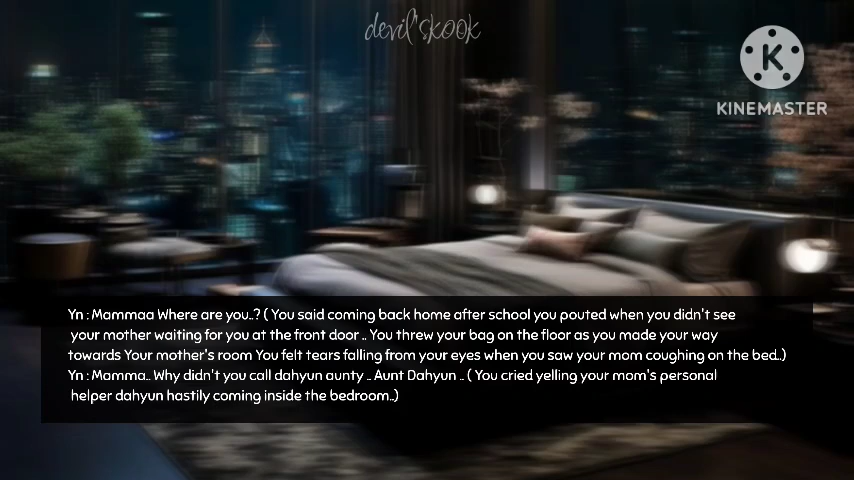 devil'skook
KINEMASTER
Yn : Mammaa Where are you..? ( You said coming back home after school you pouted when you didn't see
your mother waiting for you at the front door .. You threw your bag on the floor as you made your way
towards Your mother's room You felt tears falling from your eyes when you saw your mom coughing on the bed..)
Yn : Mamma.. Why didn't you call dahyun aunty .. Aunt Dahyun .. ( You cried yelling your mom's personal
helper dahyun hastily coming inside the bedroom..)